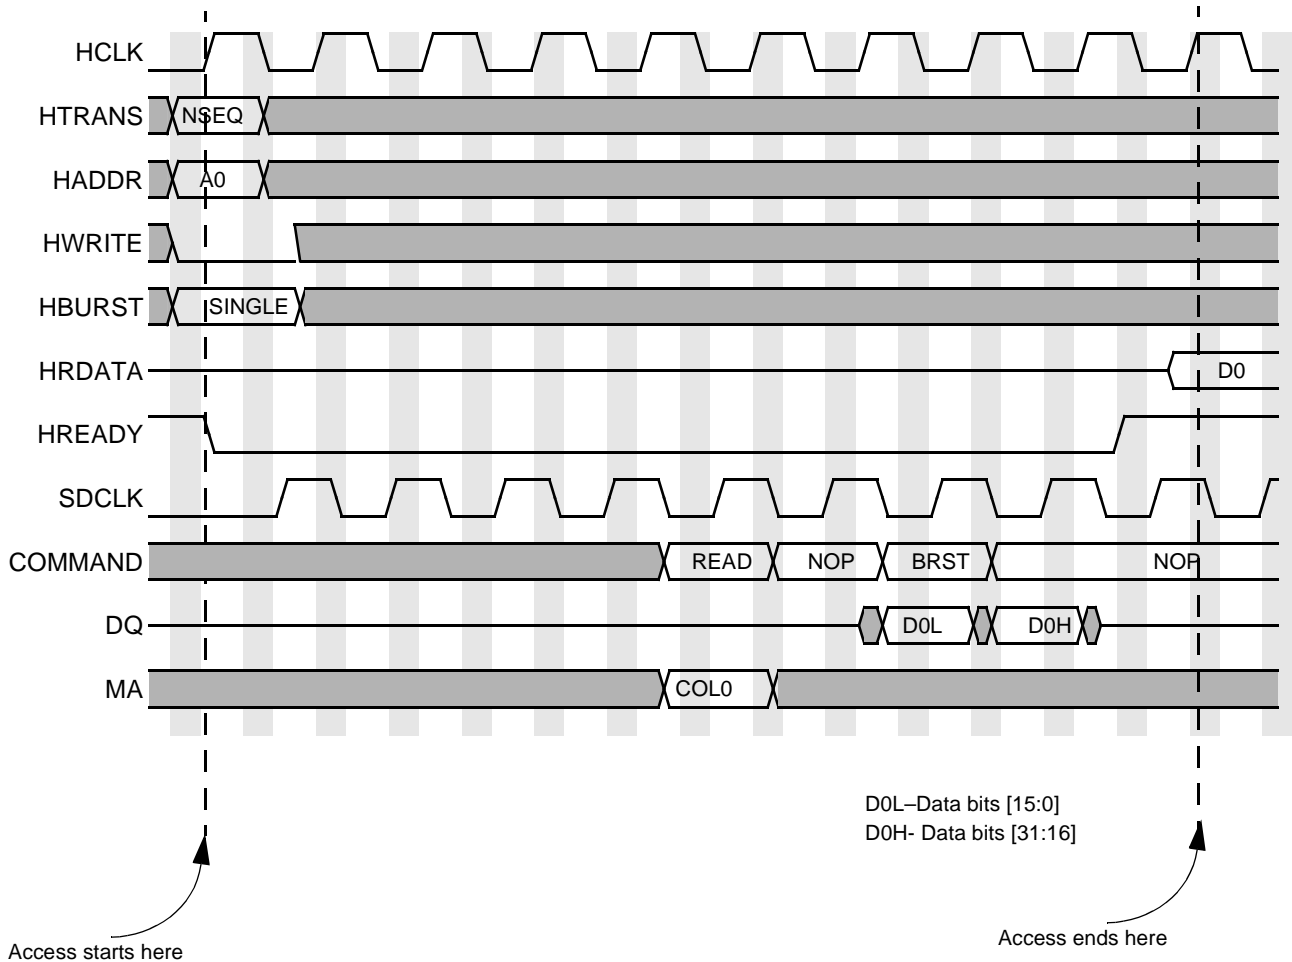 HCLK
HTRANS NSEQ
HADDR A0
HWRITE
HBURST SINGLE
HRDATA D0
HREADY
SDCLK
COMMAND READ NOP BRST NOP
DQ D0L D0H
MA COL0
D0L–Data bits [15:0]
D0H- Data bits [31:16]
Access starts here
Access ends here